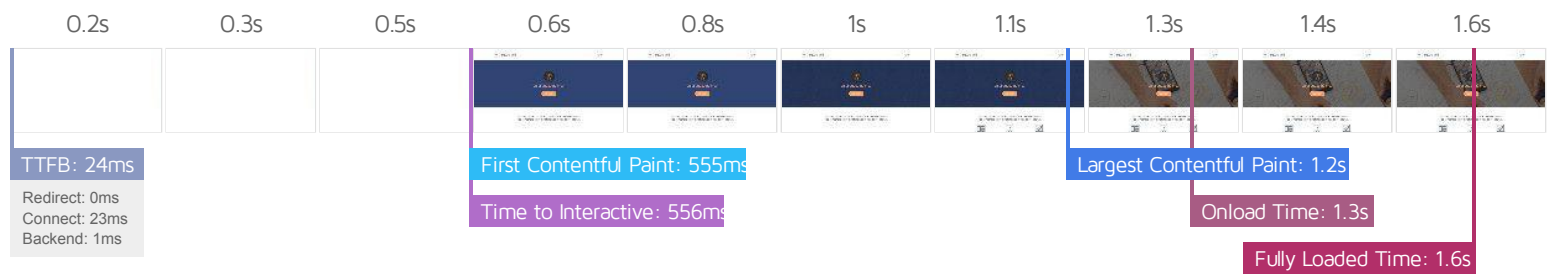 0.2s 0.3s 0.5s 0.6s 0.8s 1s 1.1s 1.3s 1.4s 1.6s
TTFB: 24ms
First Contentful Paint: 555ms
Largest Contentful Paint: 1.2s
Redirect: 0ms
Connect: 23ms
Backend: 1ms
Time to Interactive: 556ms
Onload Time: 1.3s
Fully Loaded Time: 1.6s